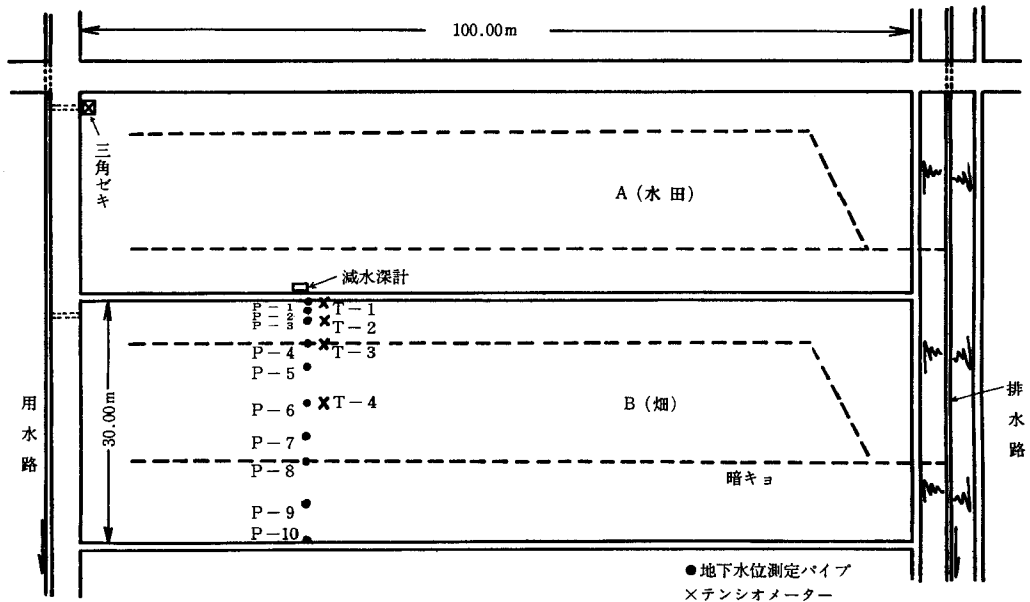 100.00m
三角ゼキ
A(水田)
減水深計
P-1
P-2
P-3
P-4
P-5
P-6
P-7
P-8
P-9
P-10
T-1
T-2
T-3
T-4
30.00m
B(畑)
用水路
排水路
暗キョ
●地下水位測定パイプ
×テンシオメーター